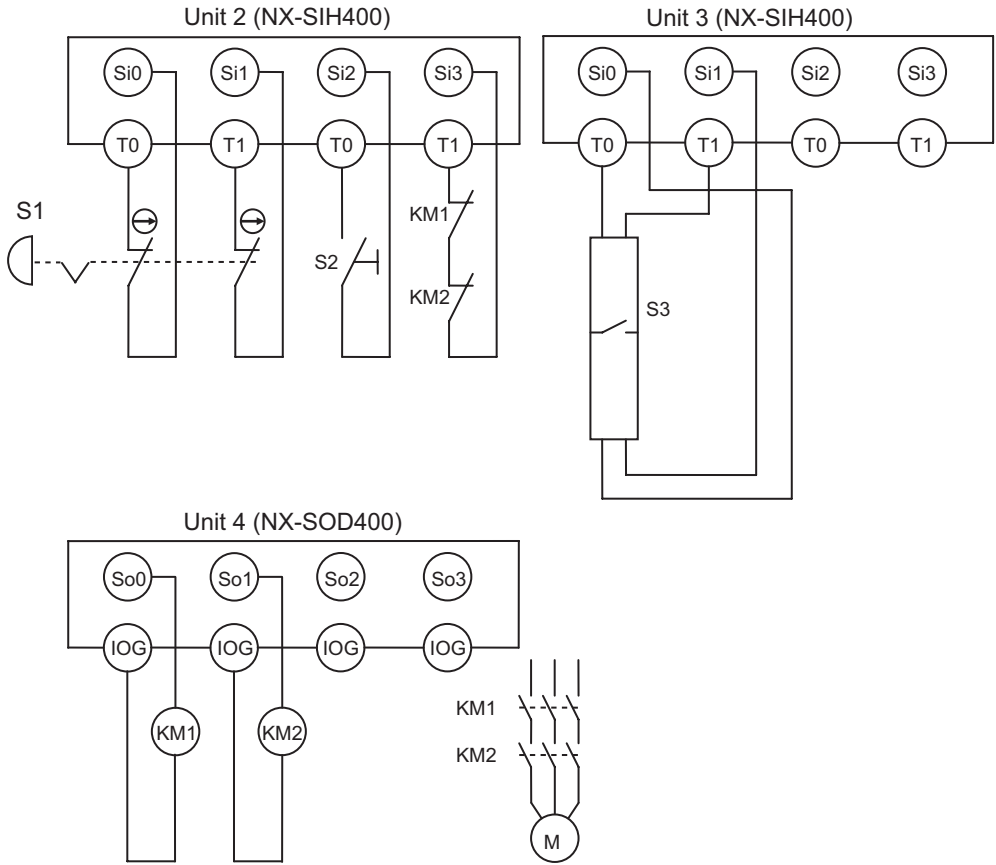 Unit 2 (NX-SIH400)
Si0 Si1 Si2 Si3
T0 T1 T0 T1
S1
S2
KM1
KM2
Unit 3 (NX-SIH400)
Si0 Si1 Si2 Si3
T0 T1 T0 T1
S3
Unit 4 (NX-SOD400)
So0 So1 So2 So3
IOG IOG IOG IOG
KM1 KM2
KM1
KM2
M